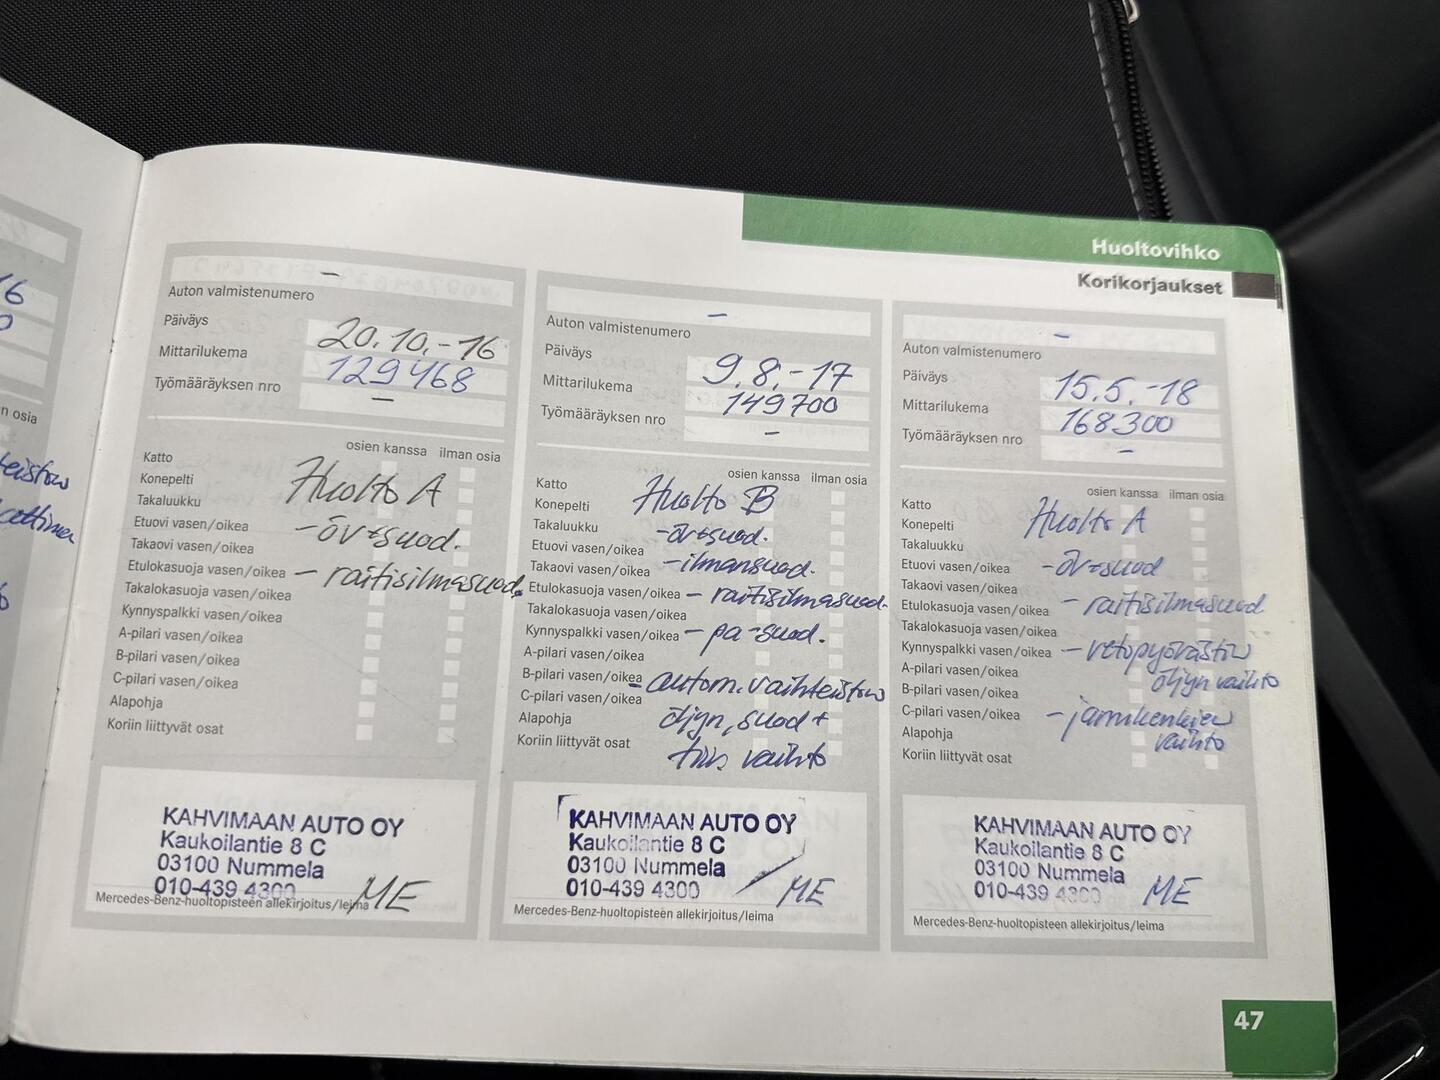 16
0
n osia
Huoltovihko
Korikorjaukset
-
Auton valmistenumero
Päiväys 20.10.-16
Mittarilukema 129468
Työmääräyksen nro -
osien kanssa ilman osia
Katto
Konepelti
Takaluukku
Etuovi vasen/oikea
Takaovi vasen/oikea
Etulokasuoja vasen/oikea
Takalokasuoja vasen/oikea
Kynnyspalkki vasen/oikea
A-pilari vasen/oikea
B-pilari vasen/oikea
C-pilari vasen/oikea
Alapohja
Koriin liittyvät osat
Huolto A
- öv+suod.
- raitisilmasuod.
KAHVIMAAN AUTO OY
Kaukoilantie 8 C
03100 Nummela
010-439 4300
ME
Mercedes-Benz-huoltopisteen allekirjoitus/leima
-
Auton valmistenumero
Päiväys 9.8.-17
Mittarilukema 149700
Työmääräyksen nro -
osien kanssa ilman osia
Katto
Konepelti
Takaluukku
Etuovi vasen/oikea
Takaovi vasen/oikea
Etulokasuoja vasen/oikea
Takalokasuoja vasen/oikea
Kynnyspalkki vasen/oikea
A-pilari vasen/oikea
B-pilari vasen/oikea
C-pilari vasen/oikea
Alapohja
Koriin liittyvät osat
Huolto B
- öv+suod.
- ilmansuod.
- raitisilmasuod.
- pa-suod.
- autom.vaihteiston
öljyn, suod +
tiiv. vaihto
KAHVIMAAN AUTO OY
Kaukoilantie 8 C
03100 Nummela
010-439 4300
ME
Mercedes-Benz-huoltopisteen allekirjoitus/leima
-
Auton valmistenumero
Päiväys 15.5.-18
Mittarilukema 168300
Työmääräyksen nro -
osien kanssa ilman osia
Katto
Konepelti
Takaluukku
Etuovi vasen/oikea
Takaovi vasen/oikea
Etulokasuoja vasen/oikea
Takalokasuoja vasen/oikea
Kynnyspalkki vasen/oikea
A-pilari vasen/oikea
B-pilari vasen/oikea
C-pilari vasen/oikea
Alapohja
Koriin liittyvät osat
Huolto A
- öv+suod
- raitisilmasuod
- vetopyörästön
öljyn vaihto
- jarrukenkien
vaihto
KAHVIMAAN AUTO OY
Kaukoilantie 8 C
03100 Nummela
010-439 4300
ME
Mercedes-Benz-huoltopisteen allekirjoitus/leima
47